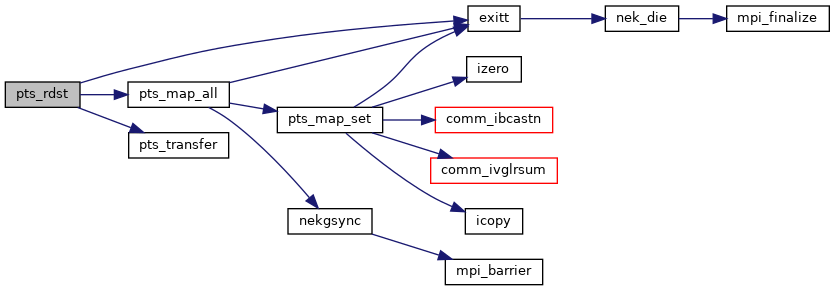 exitt
nek_die
mpi_finalize
izero
pts_rdst
pts_map_all
pts_map_set
comm_ibcastn
pts_transfer
comm_ivglrsum
nekgsync
icopy
mpi_barrier